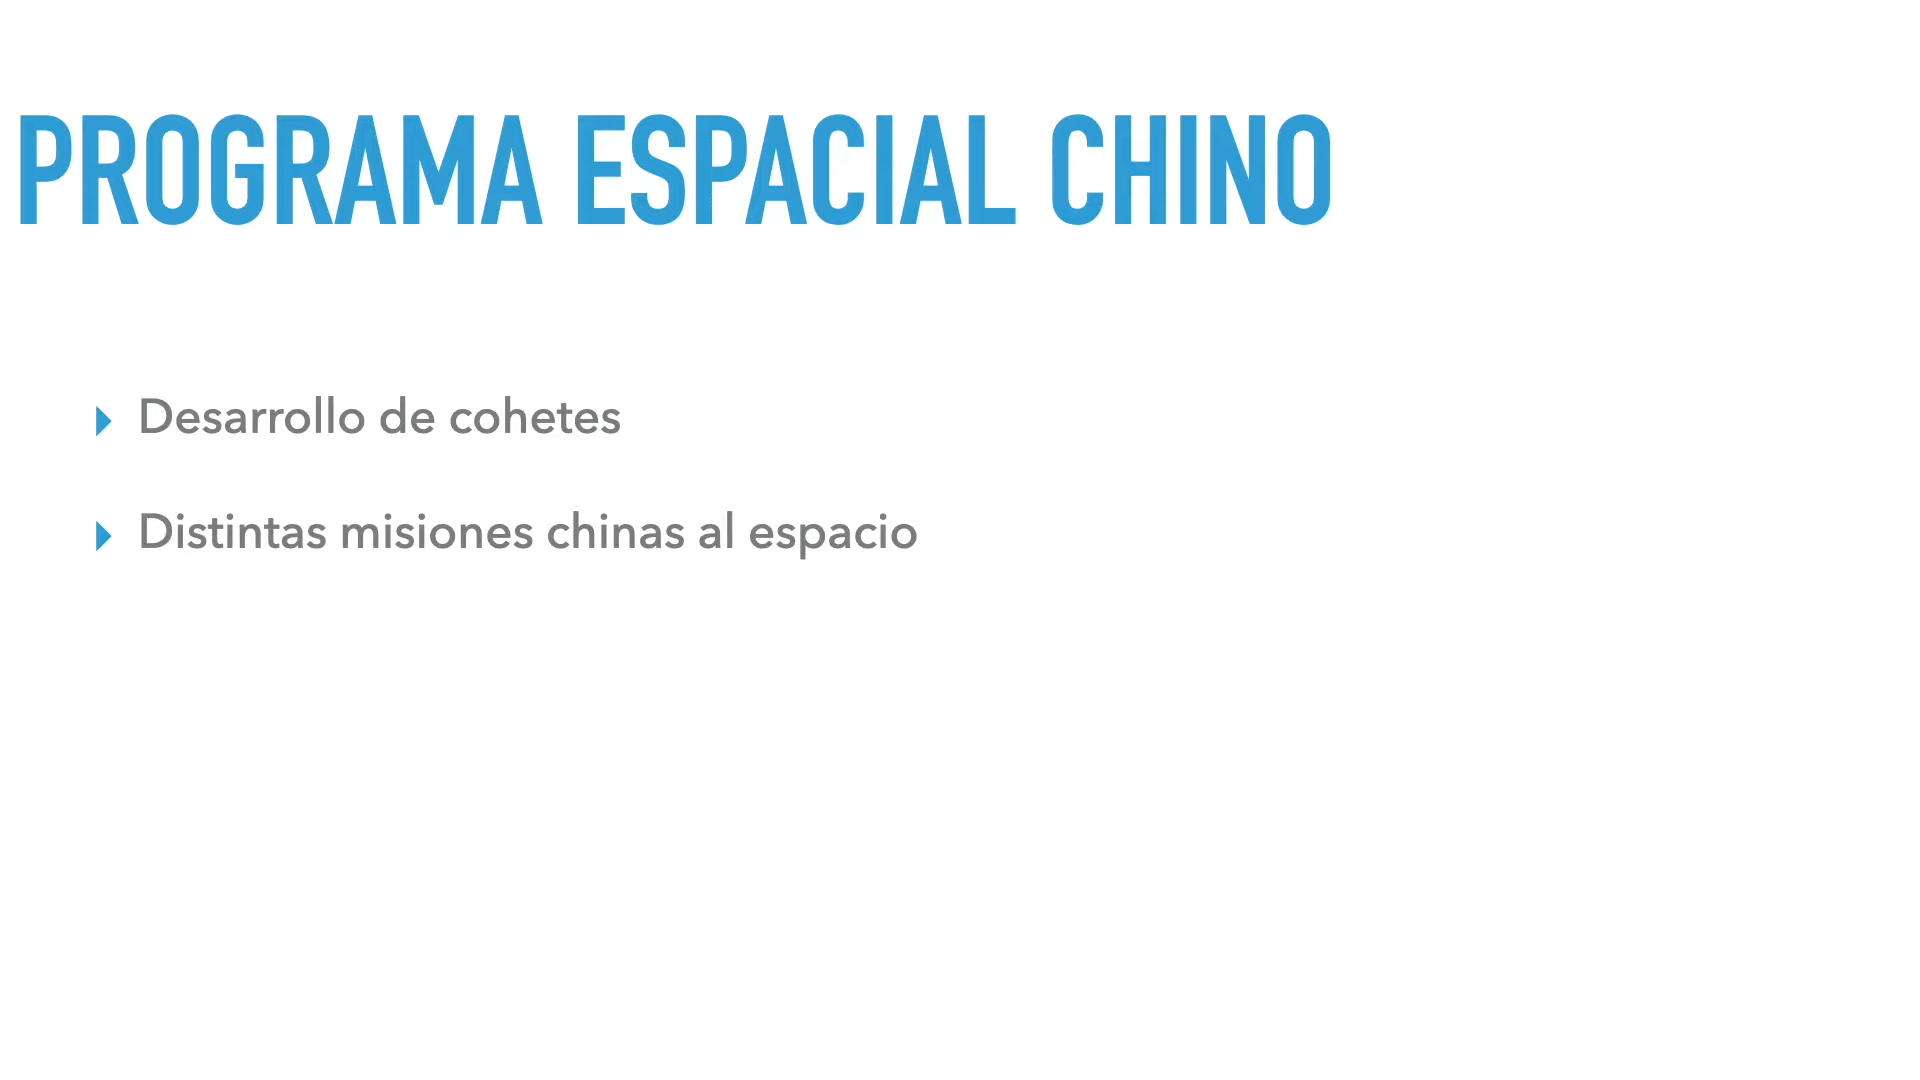 PROGRAMA ESPACIAL CHINO
Desarrollo de cohetes
Distintas misiones chinas al espacio